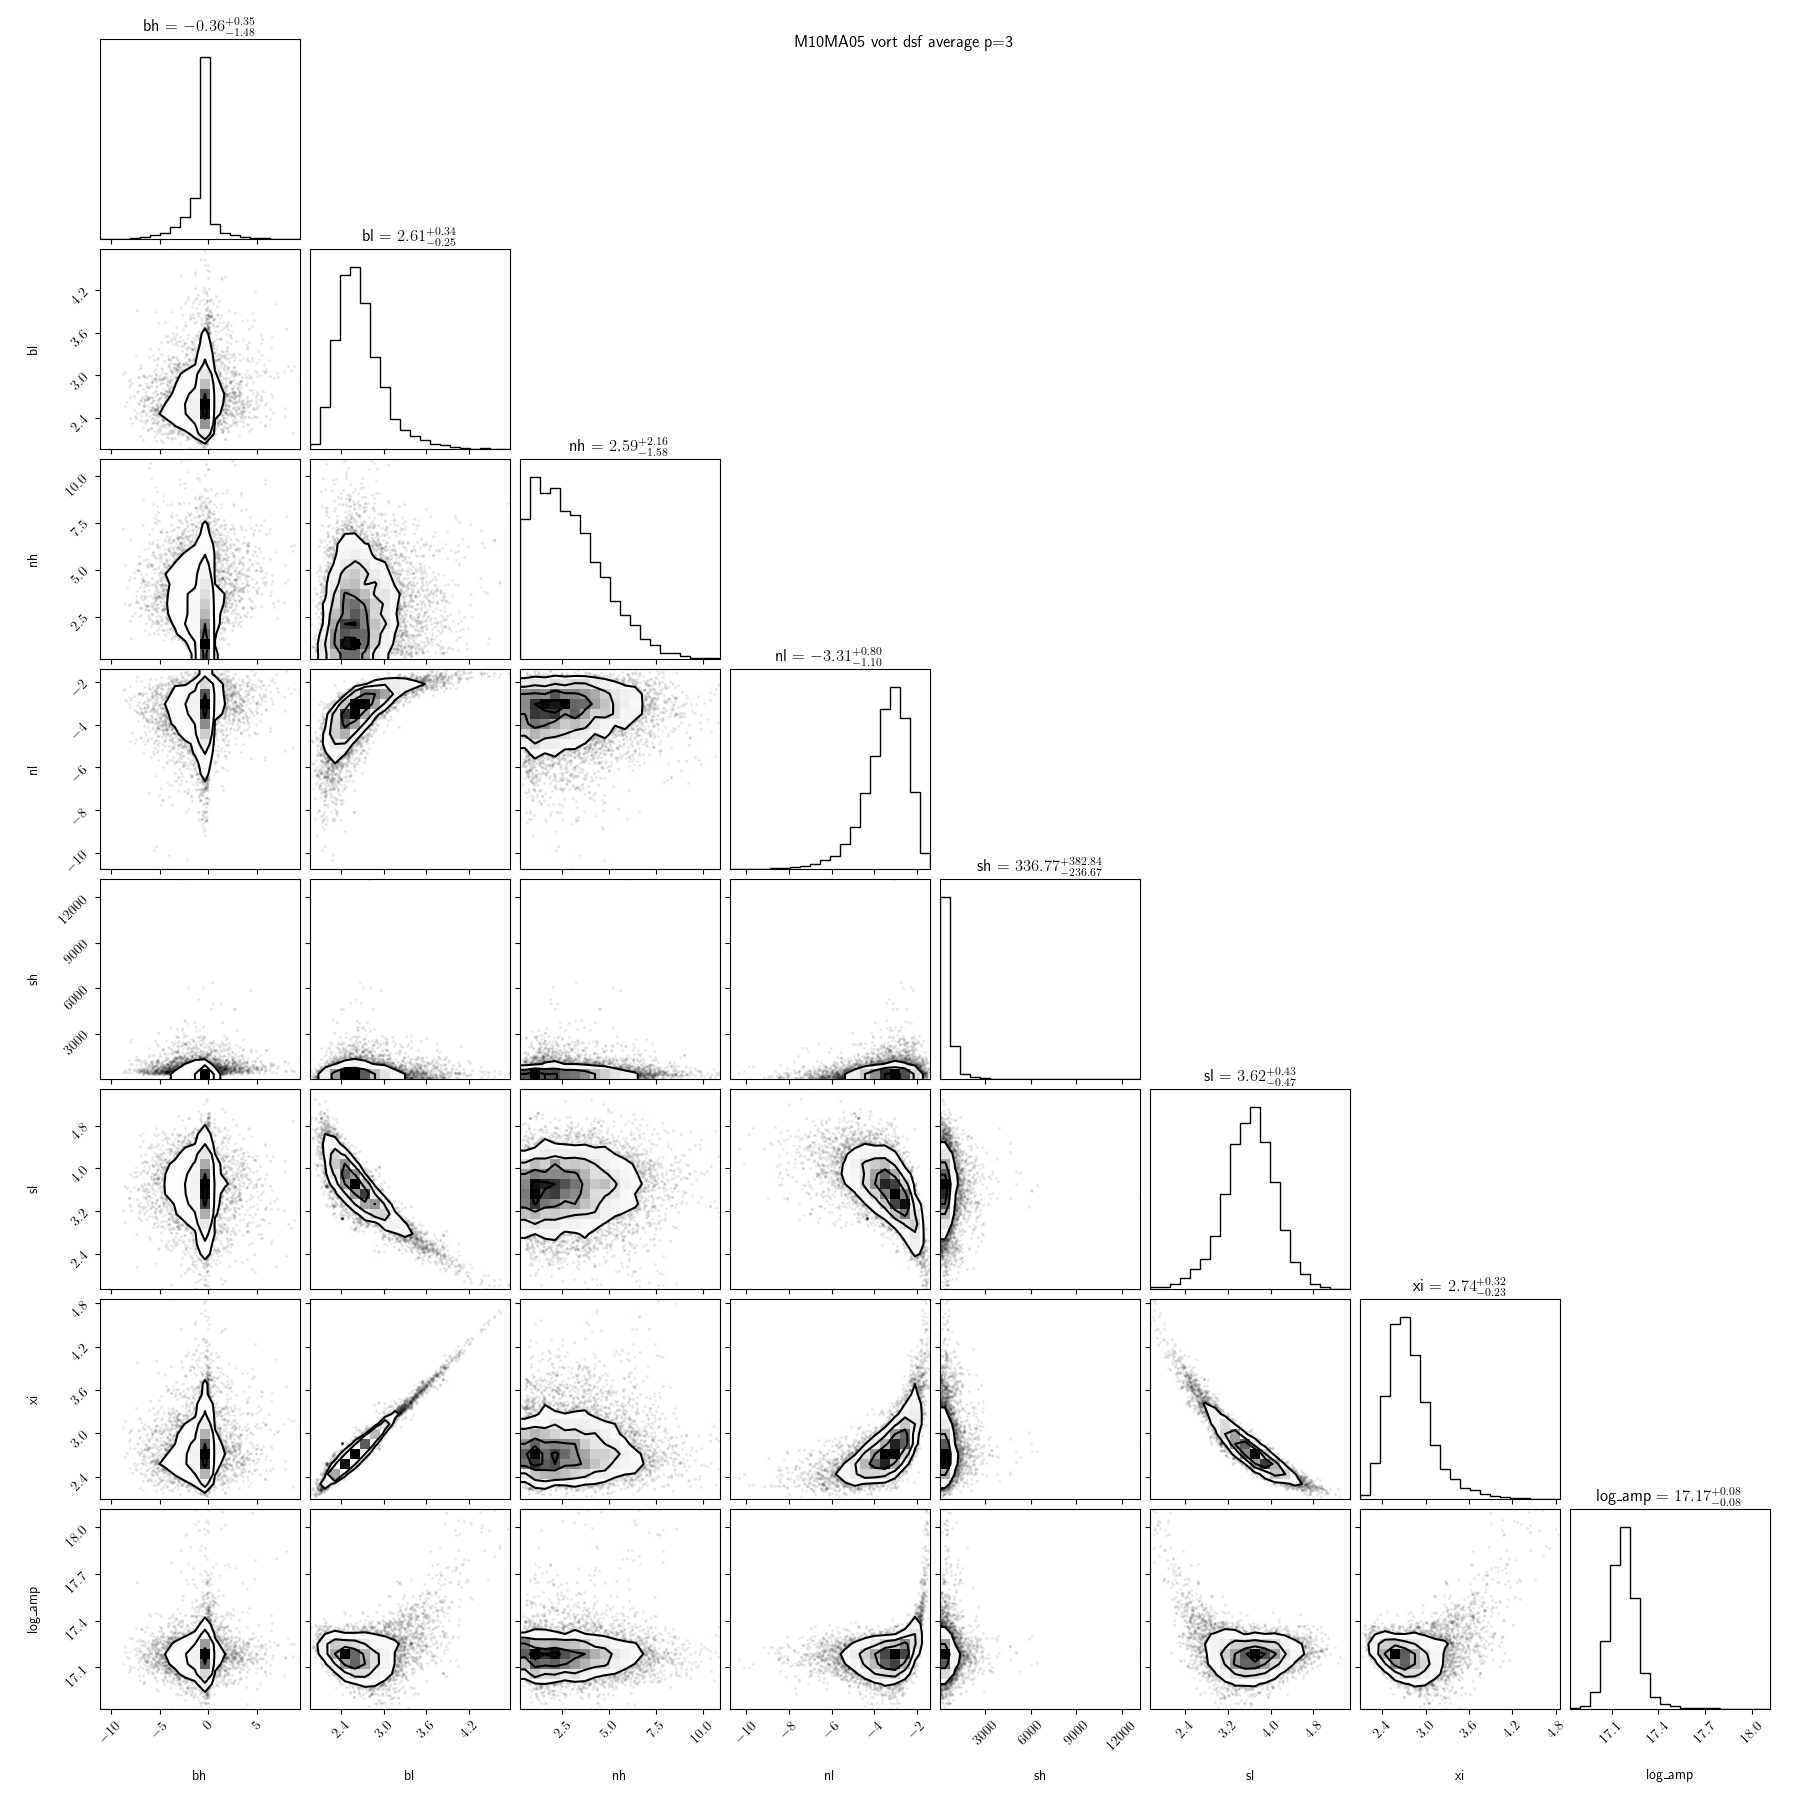 bh = −0.36 +0.35 −1.48
M10MA05 vort dsf average p=3
bl = 2.61 +0.34 −0.25
bl
4.2
3.6
3.0
2.4
nh = 2.59 +2.16 −1.58
nh
10.0
7.5
5.0
2.5
nl = −3.31 +0.80 −1.10
nl
−2
−4
−6
−8
−10
sh = 336.77 +382.84 −236.67
sh
12000
9000
6000
3000
sl = 3.62 +0.43 −0.47
sl
4.8
4.0
3.2
2.4
xi = 2.74 +0.32 −0.23
xi
4.8
4.2
3.6
3.0
2.4
log_amp = 17.17 +0.08 −0.08
log_amp
18.0
17.7
17.4
17.1
−10 −5 0 5 2.4 3.0 3.6 4.2 2.5 5.0 7.5 10.0 −10 −8 −6 −4 −2 3000 6000 9000 12000 2.4 3.2 4.0 4.8 2.4 3.0 3.6 4.2 4.8 17.1 17.4 17.7 18.0
bh bl nh nl sh sl xi log_amp